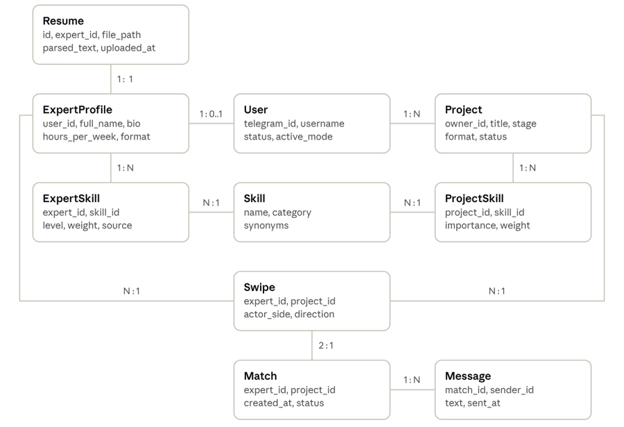 Resume
id, expert_id, file_path
parsed_text, uploaded_at
1: 1
ExpertProfile
user_id, full_name, bio
hours_per_week, format
1:0..1
User
telegram_id, username
status, active_mode
1:N
Project
owner_id, title, stage
format, status
1:N
1:N
ExpertSkill
expert_id, skill_id
level, weight, source
N:1
Skill
name, category
synonyms
N:1
ProjectSkill
project_id, skill_id
importance, weight
N:1
Swipe
expert_id, project_id
actor_side, direction
N:1
2:1
Match
expert_id, project_id
created_at, status
1:N
Message
match_id, sender_id
text, sent_at